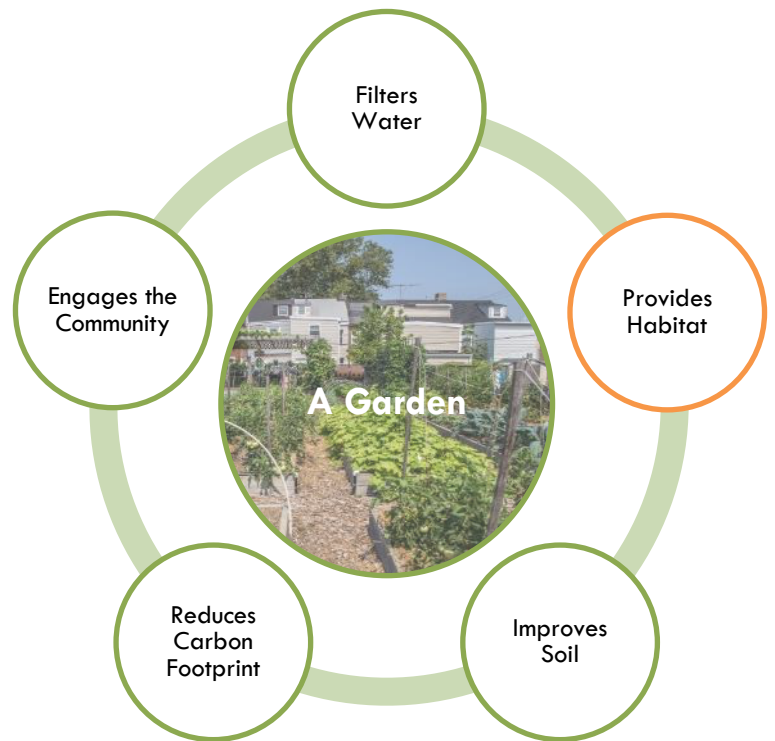 Filters
Water
Provides
Habitat
Improves
Soil
Reduces
Carbon
Footprint
Engages the
Community
A Garden